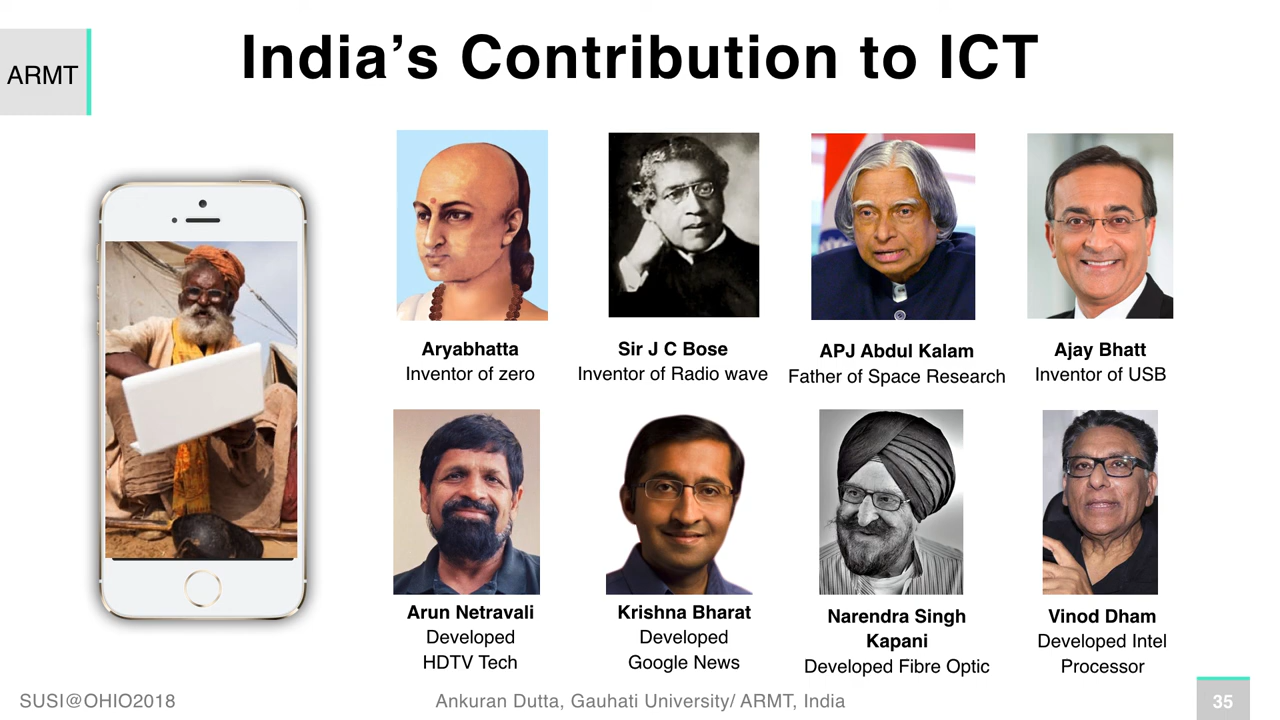 India's Contribution to ICT
ARMT
Aryabhatta
Inventor of zero
Sir J C Bose
Inventor of Radio wave
APJ Abdul Kalam
Father of Space Research
Ajay Bhatt
Inventor of USB
Arun Netravali
Developed
HDTV Tech
Krishna Bharat
Developed
Google News
Narendra Singh
Kapani
Developed Fibre Optic
Vinod Dham
Developed Intel
Processor
SUSI@OHIO2018
Ankuran Dutta, Gauhati University/ ARMT, India
35